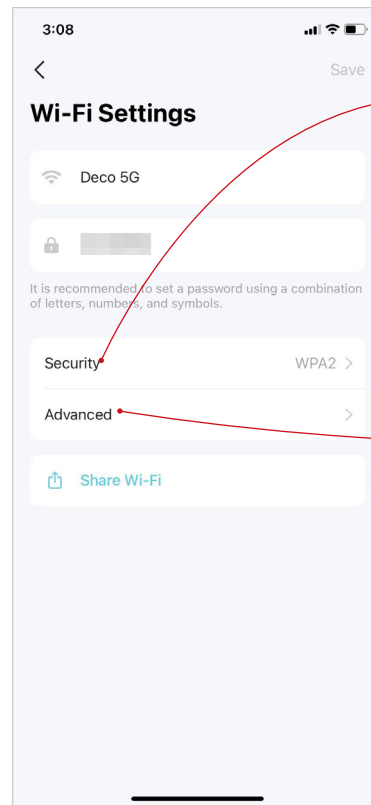 3:08
Save
Wi-Fi Settings
Deco 5G
It is recommended to set a password using a combination
of letters, numbers, and symbols.
Security WPA2
Advanced
Share Wi-Fi